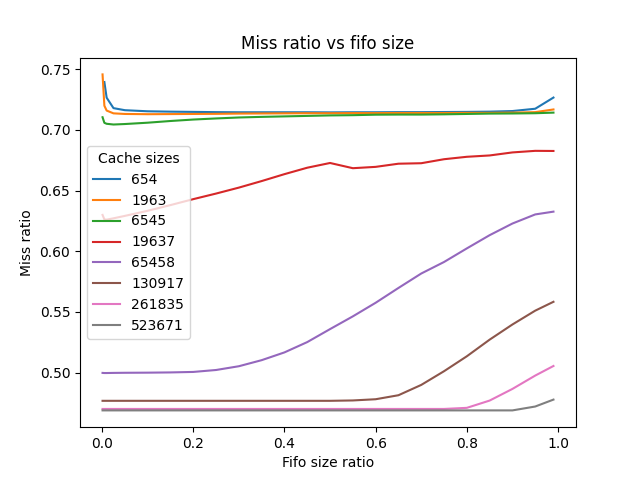 Miss ratio vs fifo size
0.75
0.70
0.65
0.60
0.55
0.50
Miss ratio
Cache sizes
654
1963
6545
19637
65458
130917
261835
523671
0.0 0.2 0.4 0.6 0.8 1.0
Fifo size ratio